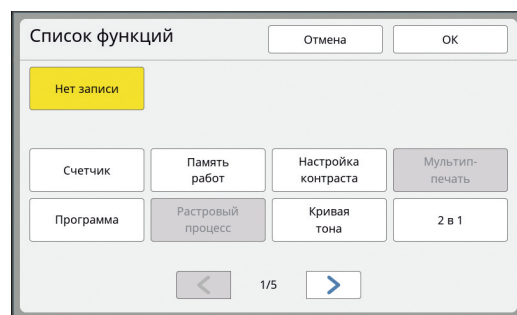 Список функций
Отмена
ОК
Нет записи
Счетчик
Память
работ
Настройка
контраста
Мультип-
печать
Программа
Растровый
процесс
Кривая
тона
2 в 1
1/5